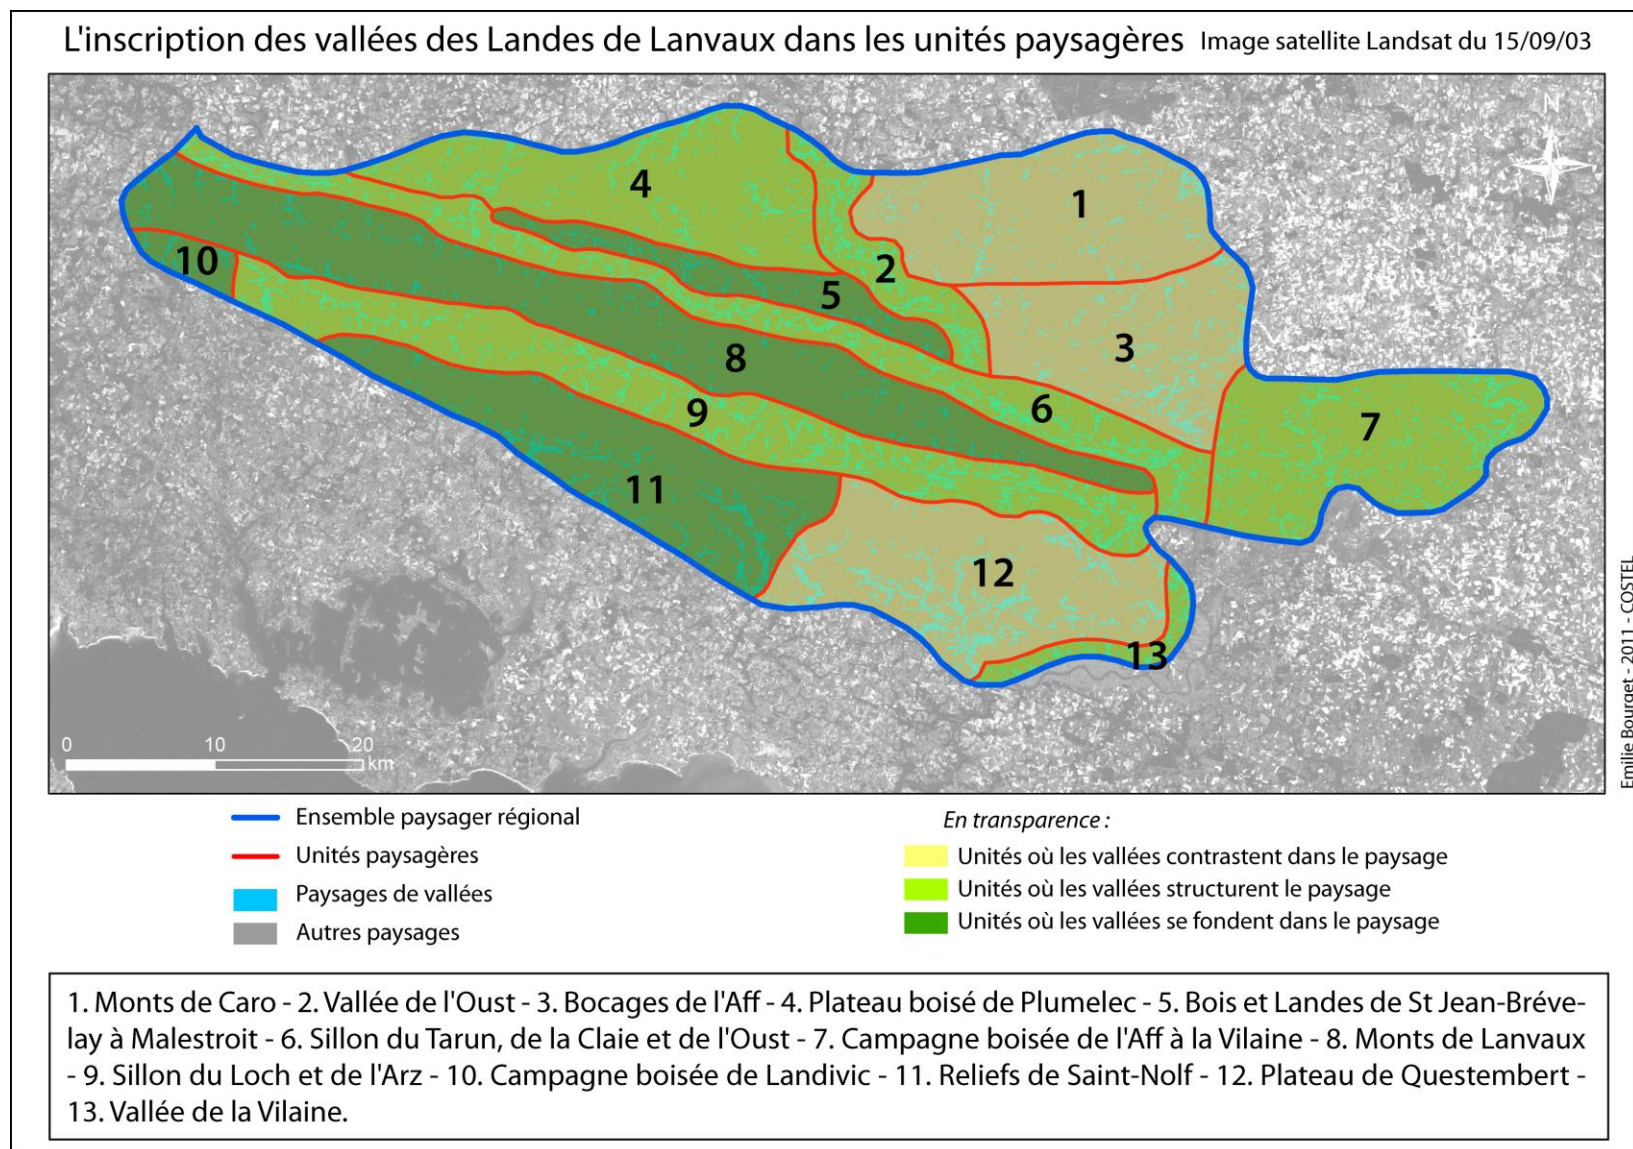 L'inscription des vallées des Landes de Lanvaux dans les unités paysagères Image satellite Landsat du 15/09/03
N
4
1
10
2
5
3
8
6
9
7
11
12
13
0 10 20
km
Emilie Bourget - 2011 - COSTEL
Ensemble paysager régional
Unités paysagères
Paysages de vallées
Autres paysages
En transparence :
Unités où les vallées contrastent dans le paysage
Unités où les vallées structurent le paysage
Unités où les vallées se fondent dans le paysage
1. Monts de Caro - 2. Vallée de l'Oust - 3. Bocages de l'Aff - 4. Plateau boisé de Plumelec - 5. Bois et Landes de St Jean-Bréve-
lay à Malestroit - 6. Sillon du Tarun, de la Claie et de l'Oust - 7. Campagne boisée de l'Aff à la Vilaine - 8. Monts de Lanvaux
- 9. Sillon du Loch et de l'Arz - 10. Campagne boisée de Landivic - 11. Reliefs de Saint-Nolf - 12. Plateau de Questembert -
13. Vallée de la Vilaine.